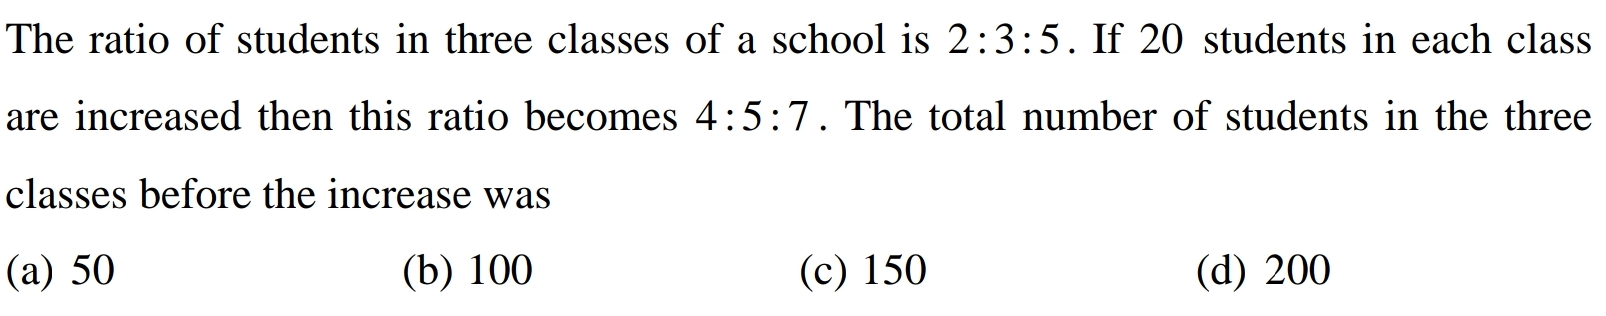 The ratio of students in three classes of a school is 2:3:5. If 20 students in each class
are increased then this ratio becomes 4:5:7. The total number of students in the three
classes before the increase was
(a) 50 (b) 100 (c) 150 (d) 200